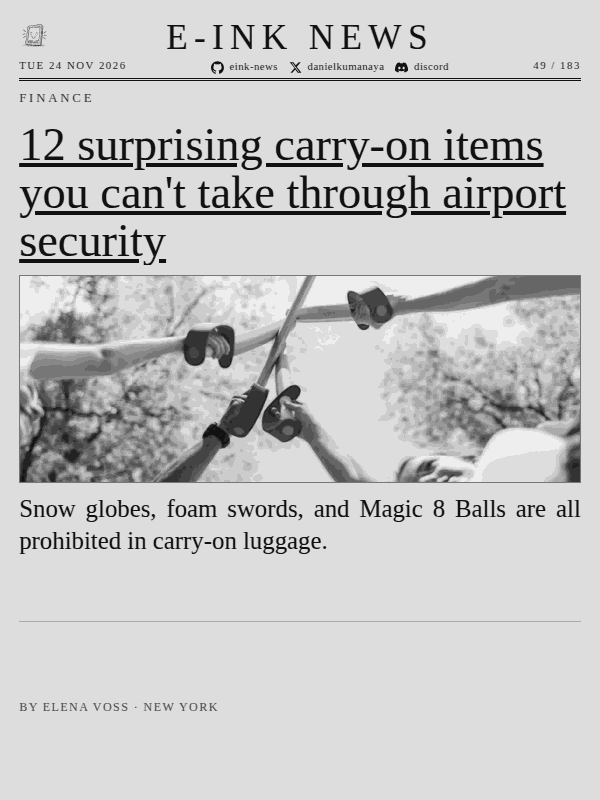 E-INK NEWS
TUE 24 NOV 2026
eink-news danielkumanaya discord
49 / 183
FINANCE
12 surprising carry-on items
you can't take through airport
security
Snow globes, foam swords, and Magic 8 Balls are all
prohibited in carry-on luggage.
BY ELENA VOSS · NEW YORK